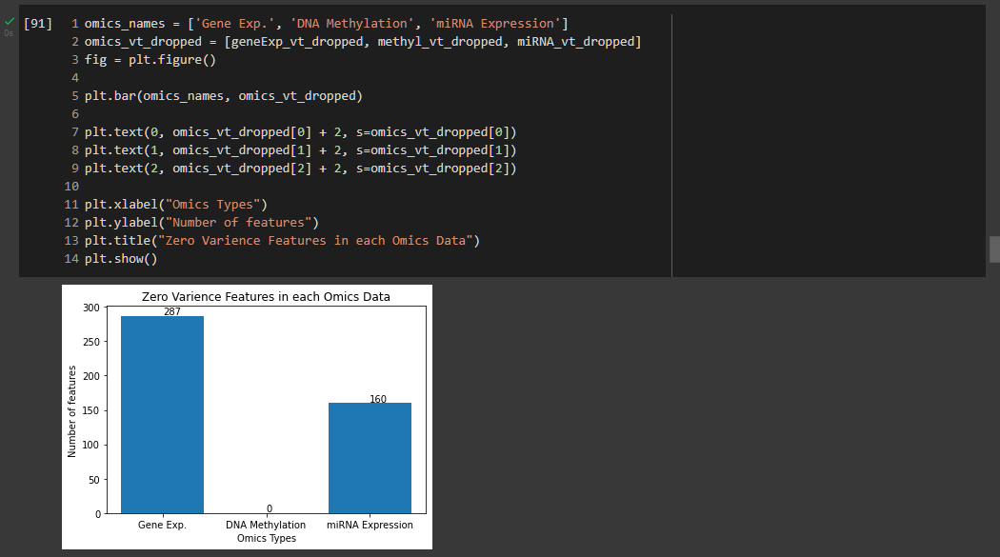 [91] 1 omics_names = ['Gene Exp.', 'DNA Methylation', 'miRNA Expression']
2 omics_vt_dropped = [geneExp_vt_dropped, methyl_vt_dropped, miRNA_vt_dropped]
3 fig = plt.figure()
4
5 plt.bar(omics_names, omics_vt_dropped)
6
7 plt.text(0, omics_vt_dropped[0] + 2, s=omics_vt_dropped[0])
8 plt.text(1, omics_vt_dropped[1] + 2, s=omics_vt_dropped[1])
9 plt.text(2, omics_vt_dropped[2] + 2, s=omics_vt_dropped[2])
10
11 plt.xlabel("Omics Types")
12 plt.ylabel("Number of features")
13 plt.title("Zero Varience Features in each Omics Data")
14 plt.show()
0s
Zero Varience Features in each Omics Data
300
250
200
150
100
50
0
Number of features
287
0
160
Gene Exp. DNA Methylation miRNA Expression
Omics Types